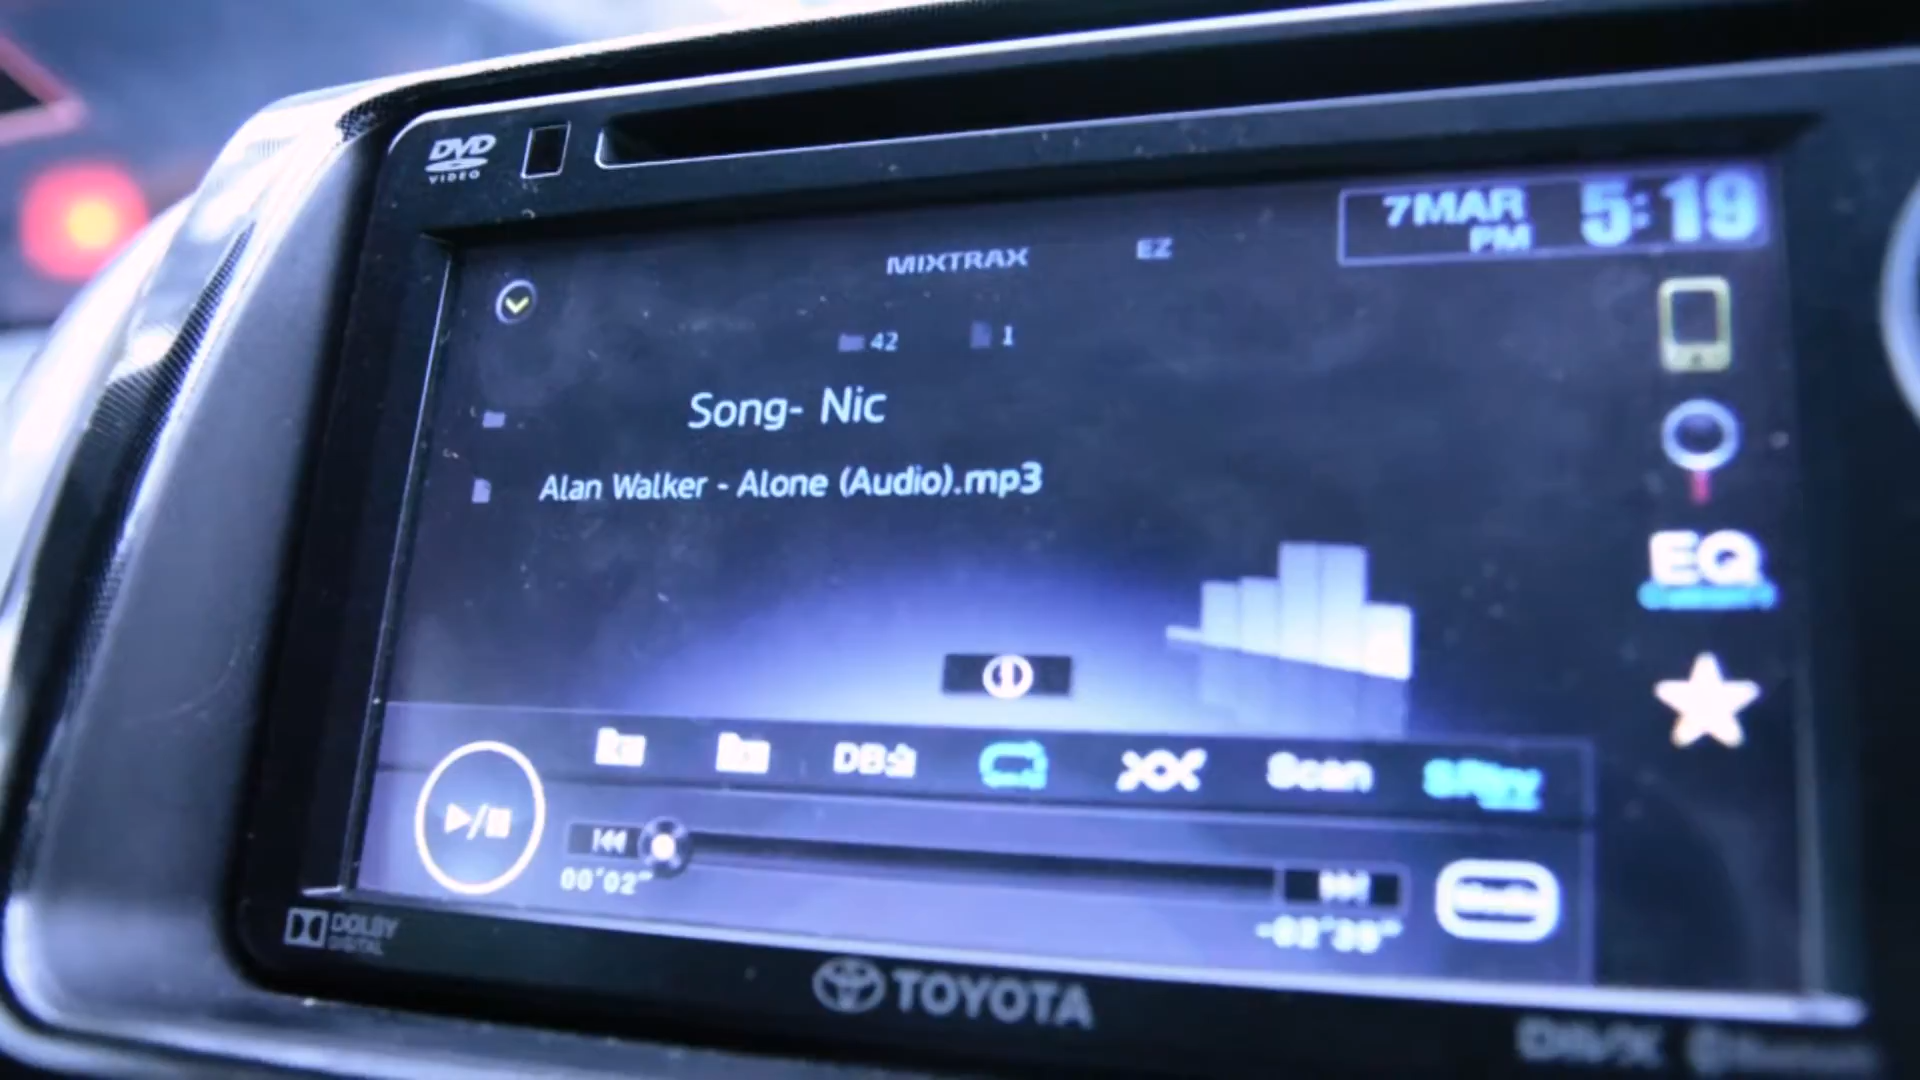 DVD
VIDEO
7MAR
PM
5:19
MIXTRAX
EZ
42
1
Song- Nic
Alan Walker - Alone (Audio).mp3
EQ
Scan
00'02"
DOLBY
DIGITAL
TOYOTA